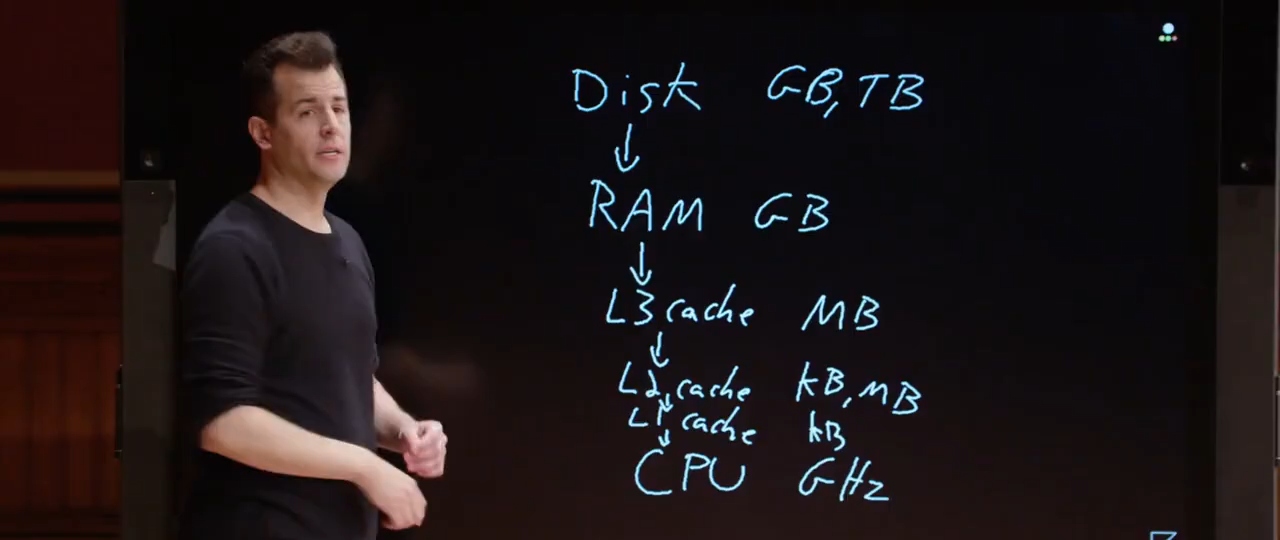 Disk GB, TB
RAM GB
L3 cache MB
L2 cache kB, MB
L1 cache kB
CPU GHz